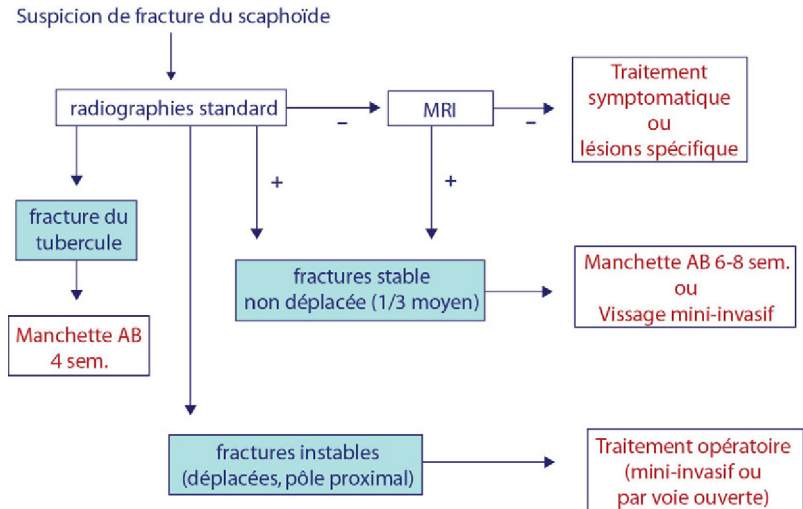 Suspicion de fracture du scaphoïde
radiographies standard
–
MRI
–
Traitement
symptomatique
ou
lésions spécifique
+
+
fracture du
tubercule
fractures stable
non déplacée (1/3 moyen)
Manchette AB 6-8 sem.
ou
Vissage mini-invasif
Manchette AB
4 sem.
fractures instables
(déplacées, pôle proximal)
Traitement opératoire
(mini-invasif ou
par voie ouverte)